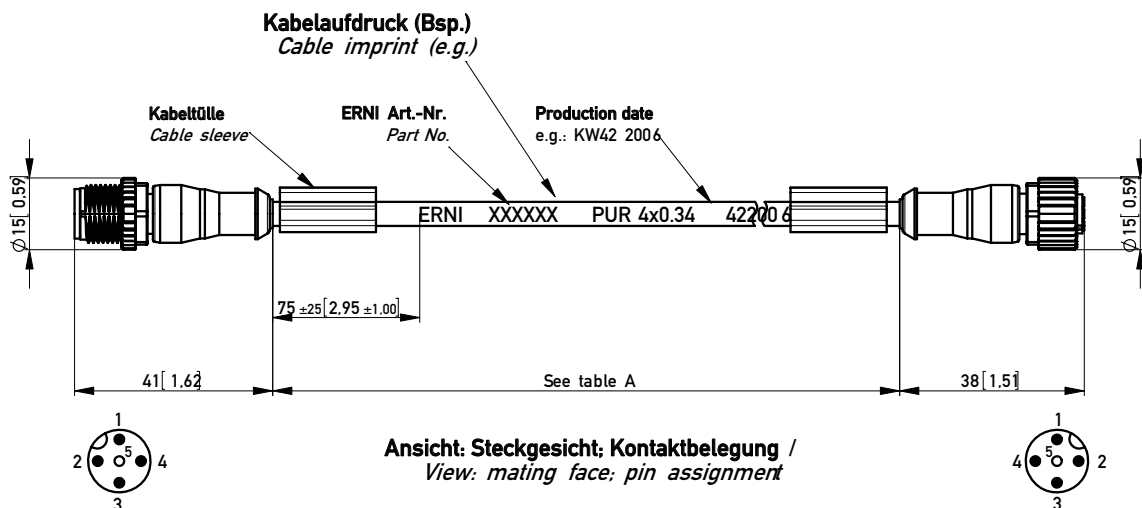 Kabelaufdruck (Bsp.)
Cable imprint (e.g.)
Kabeltülle
Cable sleeve
ERNI Art.-Nr.
Part No.
Production date
e.g.: KW42 2006
∅15[0.59]
ERNI XXXXXX PUR 4x0.34 422006
∅15[0.59]
75 ±25[2,95 ±1,00]
41[1,62]
See table A
38[1,51]
1
2 5 4
3
Ansicht: Steckgesicht; Kontaktbelegung /
View: mating face; pin assignment
1
4 5 2
3